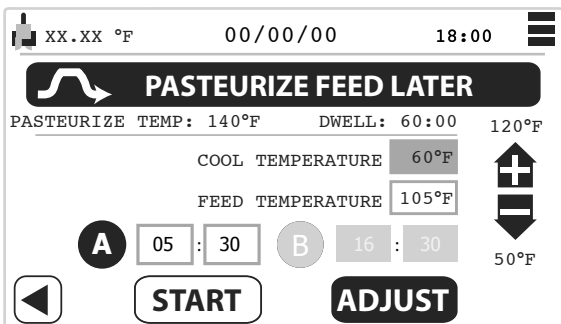 XX.XX °F 00/00/00 18:00
PASTEURIZE FEED LATER
PASTEURIZE TEMP: 140°F DWELL: 60:00
120°F
COOL TEMPERATURE 60°F
FEED TEMPERATURE 105°F
A 05 : 30 B 16 : 30
50°F
START ADJUST